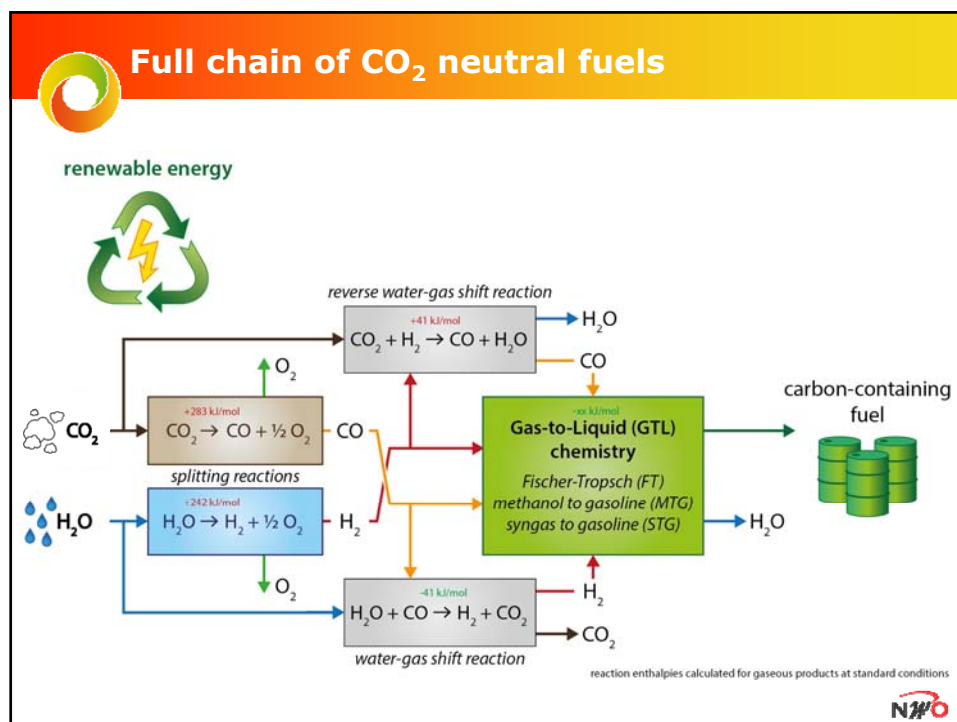 Full chain of CO₂ neutral fuels
renewable energy
reverse water-gas shift reaction
+41 kJ/mol
CO₂ + H₂ → CO + H₂O
H₂O
CO
O₂
+283 kJ/mol
CO₂ → CO + ½ O₂
CO₂
CO
splitting reactions
+242 kJ/mol
H₂O → H₂ + ½ O₂
H₂O
H₂
O₂
-xx kJ/mol
Gas-to-Liquid (GTL)
chemistry
Fischer-Tropsch (FT)
methanol to gasoline (MTG)
syngas to gasoline (STG)
carbon-containing
fuel
H₂O
-41 kJ/mol
H₂O + CO → H₂ + CO₂
H₂
CO₂
water-gas shift reaction
reaction enthalpies calculated for gaseous products at standard conditions
NWO